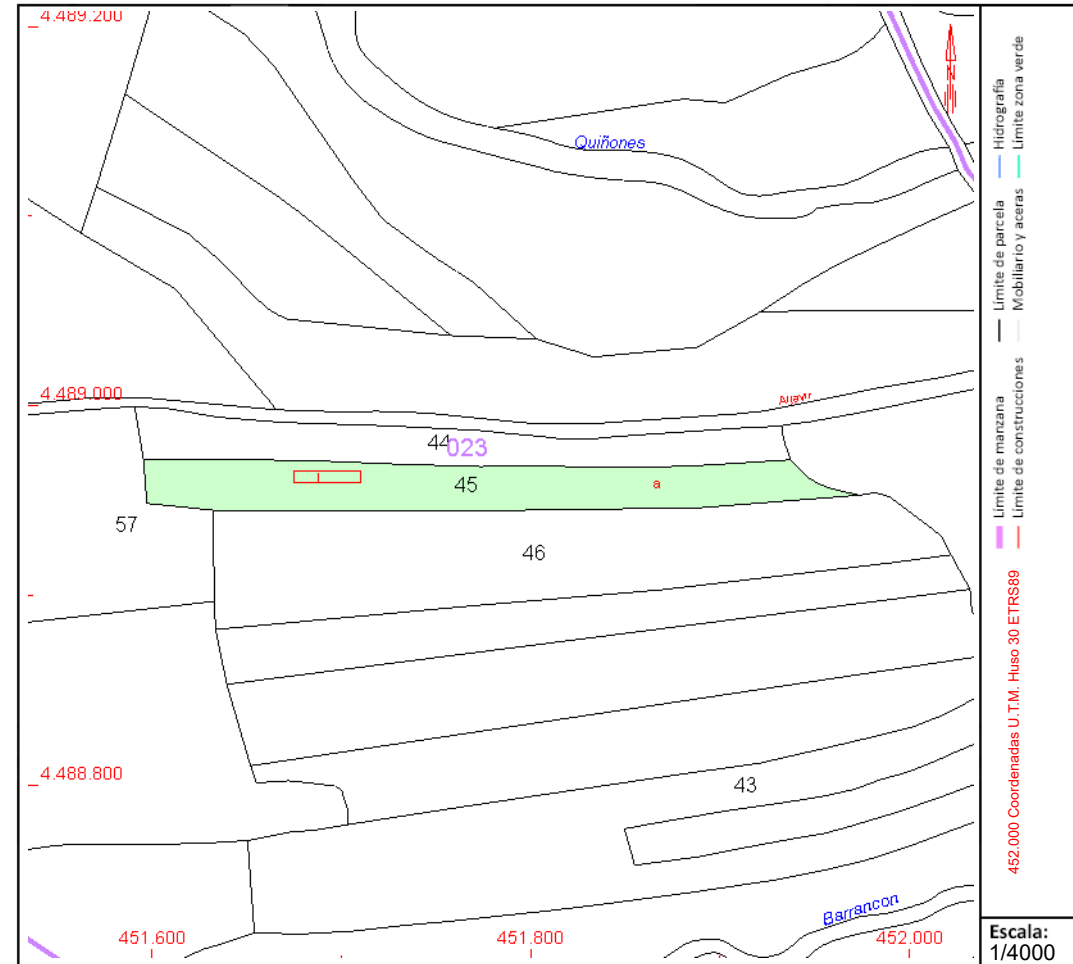 4.489.200
Quiñones
4.489.000
44
023
45
a
57
46
4.488.800
43
Barrancon
451.600
451.800
452.000
N
Hidrografía
Límite zona verde
Límite de parcela
Mobiliario y aceras
Límite de manzana
Límite de construcciones
452.000 Coordenadas U.T.M. Huso 30 ETRS89
Escala:
1/4000